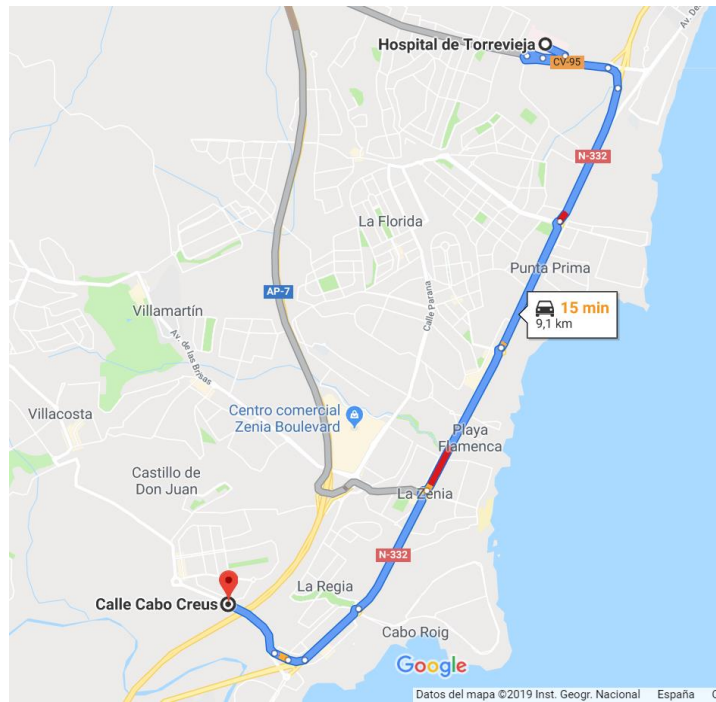 Av. De
Hospital de Torrevieja
CV-95
N-332
La Florida
Punta Prima
AP-7
15 min
9,1 km
Calle Parana
Villamartín
Av. de las Brisas
Villacosta
Centro comercial
Zenia Boulevard
Playa
Flamenca
Castillo de
Don Juan
La Zenia
N-332
La Regia
Calle Cabo Creus
Cabo Roig
Google
Datos del mapa ©2019 Inst. Geogr. Nacional España